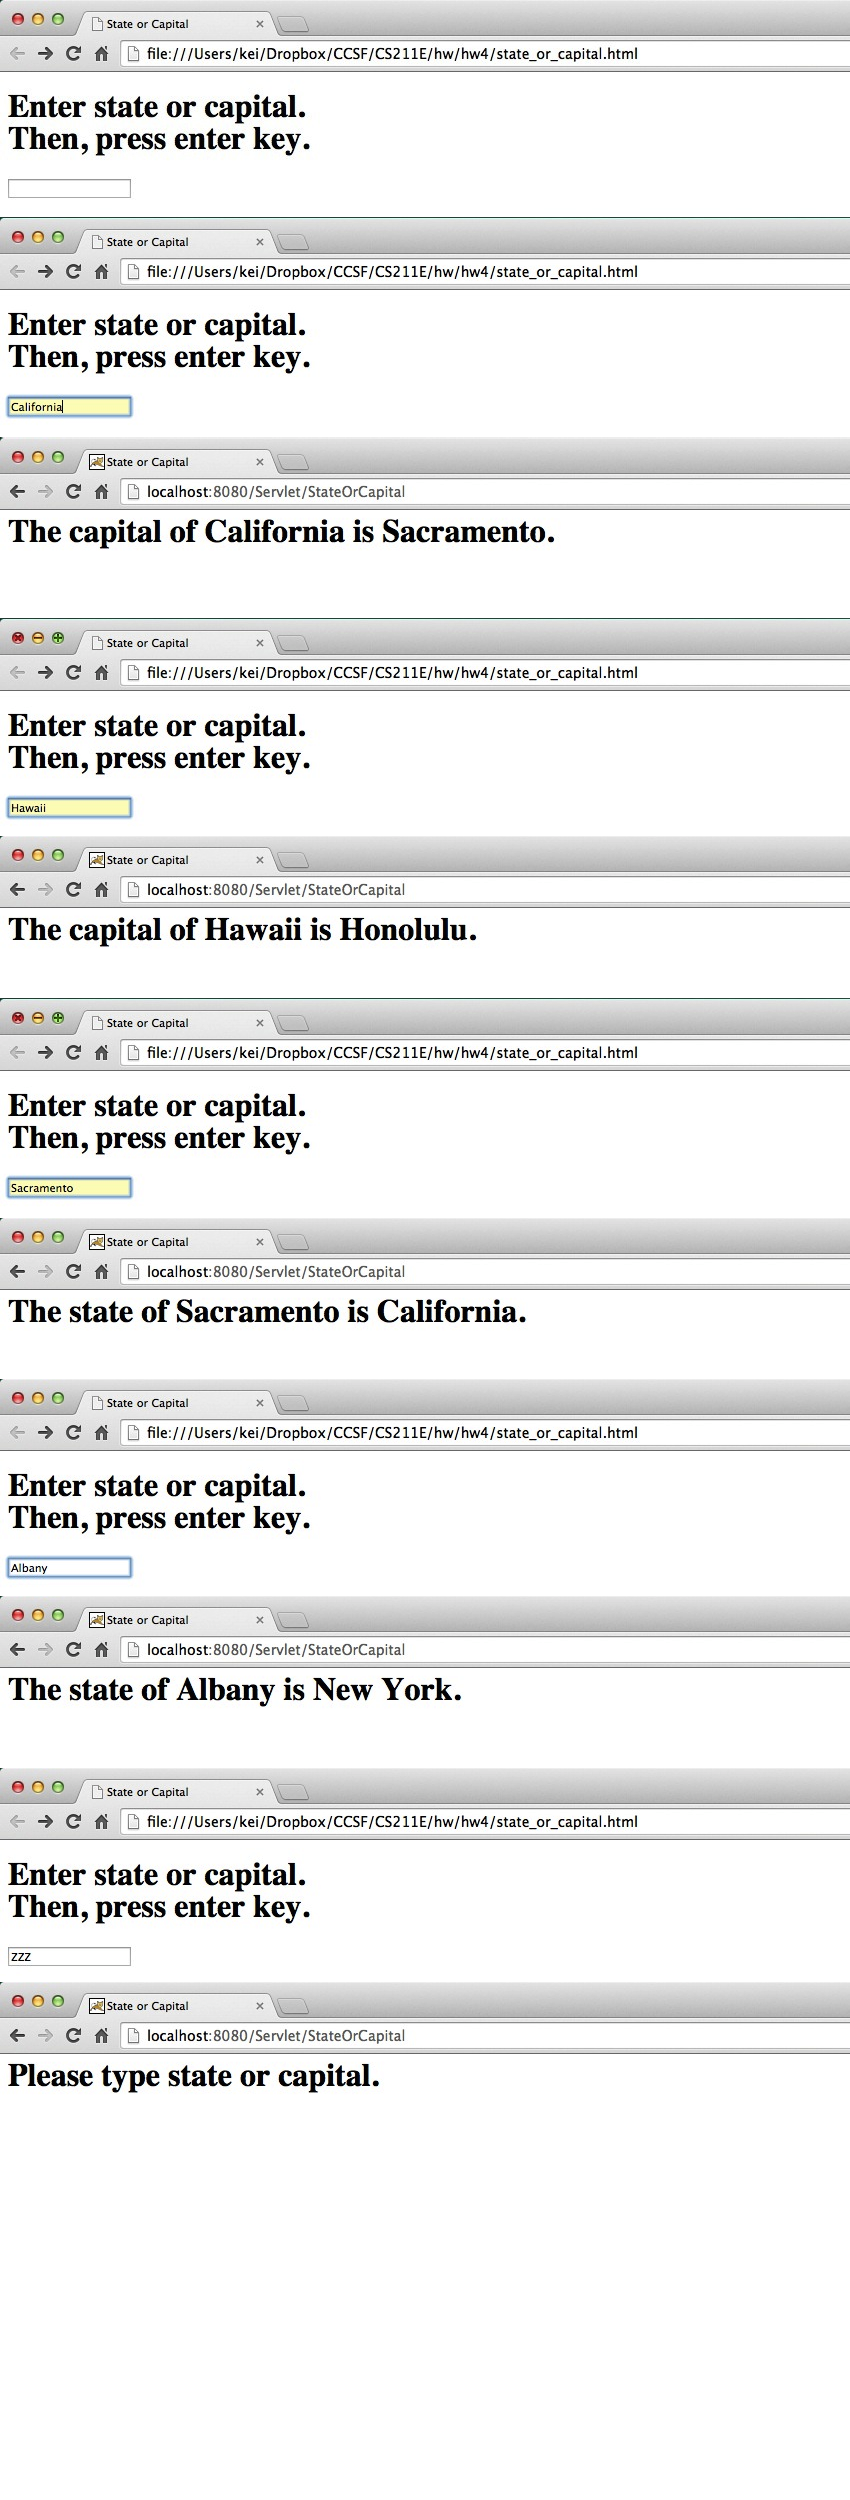 State or Capital
file:///Users/kei/Dropbox/CCSF/CS211E/hw/hw4/state_or_capital.html
Enter state or capital.
Then, press enter key.
State or Capital
file:///Users/kei/Dropbox/CCSF/CS211E/hw/hw4/state_or_capital.html
Enter state or capital.
Then, press enter key.
California
State or Capital
localhost:8080/Servlet/StateOrCapital
The capital of California is Sacramento.
State or Capital
file:///Users/kei/Dropbox/CCSF/CS211E/hw/hw4/state_or_capital.html
Enter state or capital.
Then, press enter key.
Hawaii
State or Capital
localhost:8080/Servlet/StateOrCapital
The capital of Hawaii is Honolulu.
State or Capital
file:///Users/kei/Dropbox/CCSF/CS211E/hw/hw4/state_or_capital.html
Enter state or capital.
Then, press enter key.
Sacramento
State or Capital
localhost:8080/Servlet/StateOrCapital
The state of Sacramento is California.
State or Capital
file:///Users/kei/Dropbox/CCSF/CS211E/hw/hw4/state_or_capital.html
Enter state or capital.
Then, press enter key.
Albany
State or Capital
localhost:8080/Servlet/StateOrCapital
The state of Albany is New York.
State or Capital
file:///Users/kei/Dropbox/CCSF/CS211E/hw/hw4/state_or_capital.html
Enter state or capital.
Then, press enter key.
zzz
State or Capital
localhost:8080/Servlet/StateOrCapital
Please type state or capital.